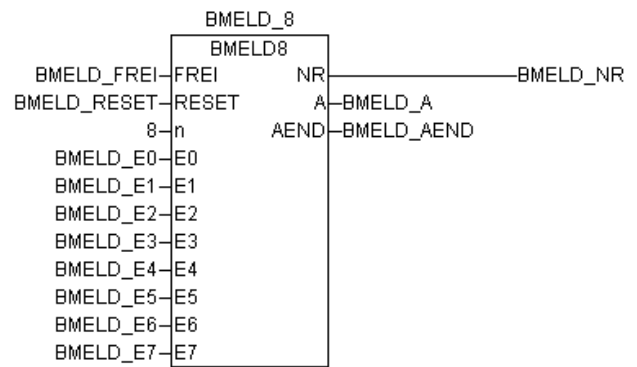 BMELD_8
BMELD8
BMELD_FREI FREI NR BMELD_NR
BMELD_RESET RESET A BMELD_A
8 n AEND BMELD_AEND
BMELD_E0 E0
BMELD_E1 E1
BMELD_E2 E2
BMELD_E3 E3
BMELD_E4 E4
BMELD_E5 E5
BMELD_E6 E6
BMELD_E7 E7